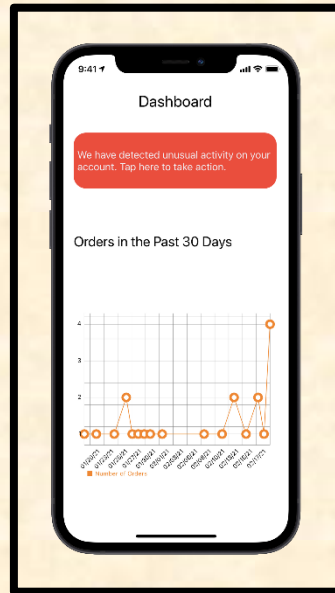 9:41
Dashboard
We have detected unusual activity on your
account. Tap here to take action.
Orders in the Past 30 Days
4
3
2
1
Number of Orders